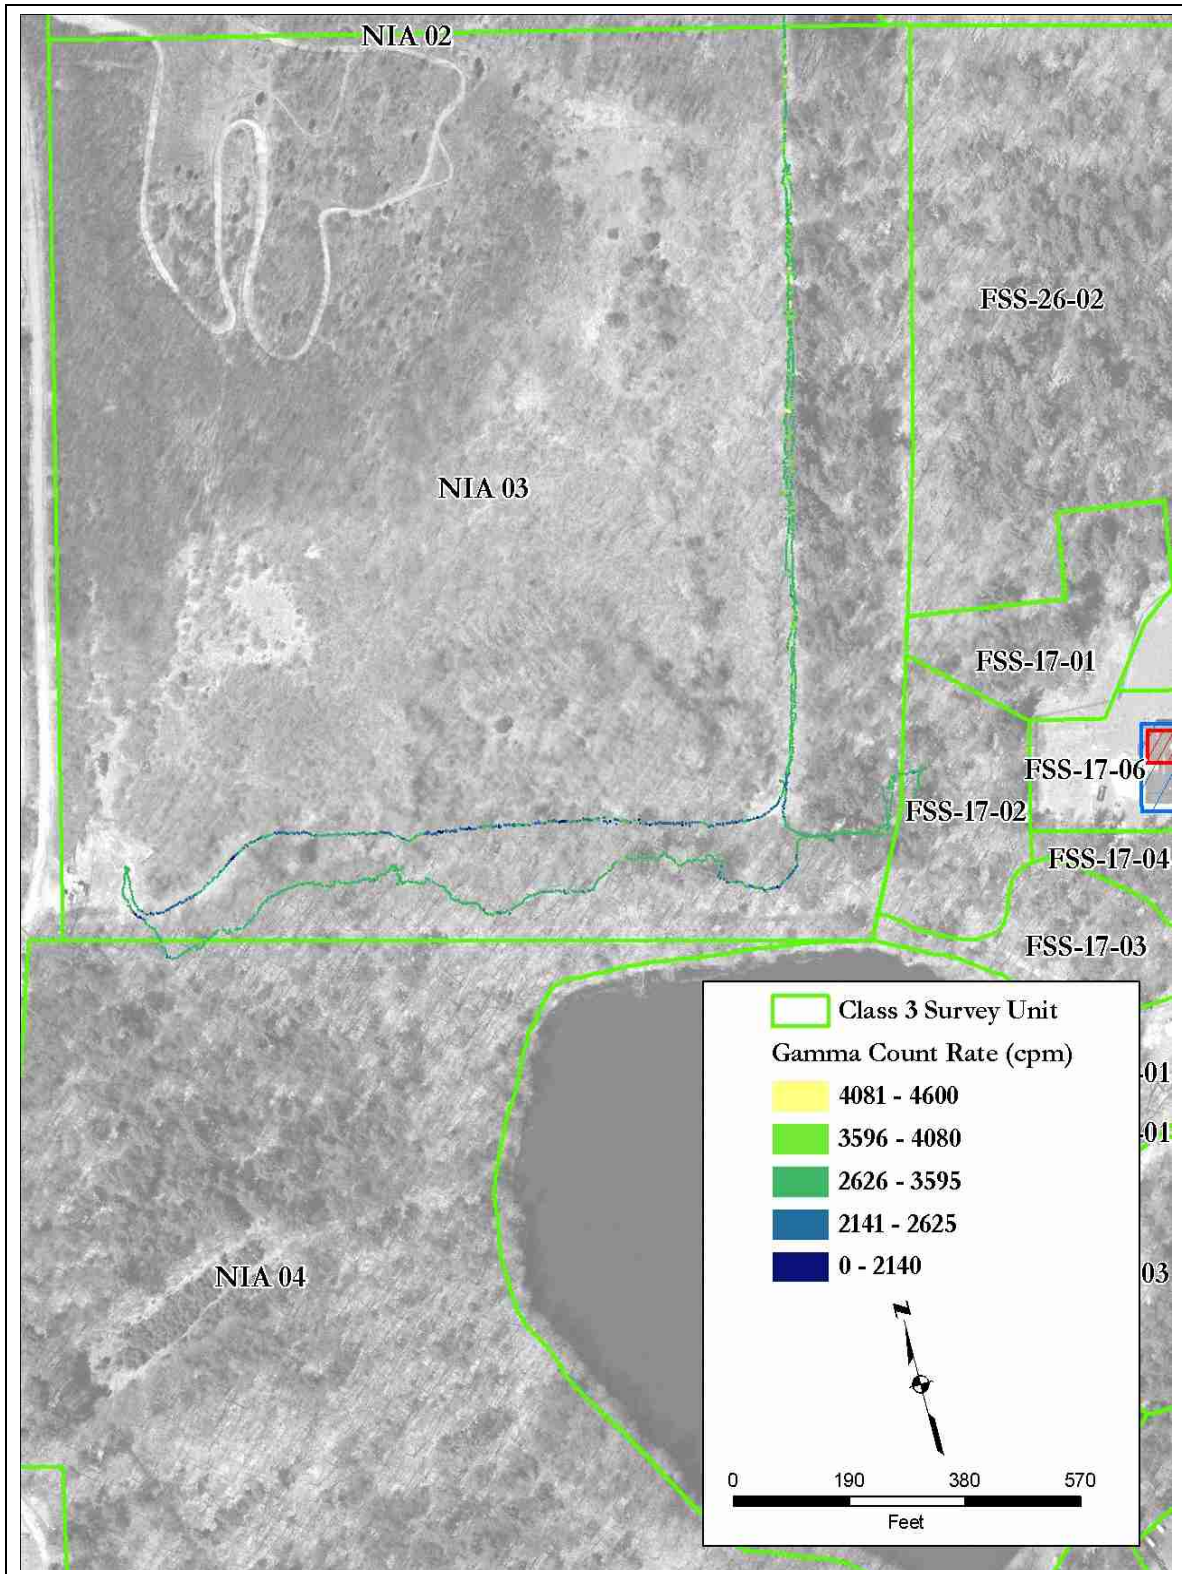 NIA 02
FSS-26-02
NIA 03
FSS-17-01
FSS-17-06
FSS-17-02
FSS-17-04
FSS-17-03
Class 3 Survey Unit
Gamma Count Rate (cpm)
4081 - 4600
3596 - 4080
2626 - 3595
2141 - 2625
0 - 2140
-01
-01
03
NIA 04
N
0 190 380 570
Feet